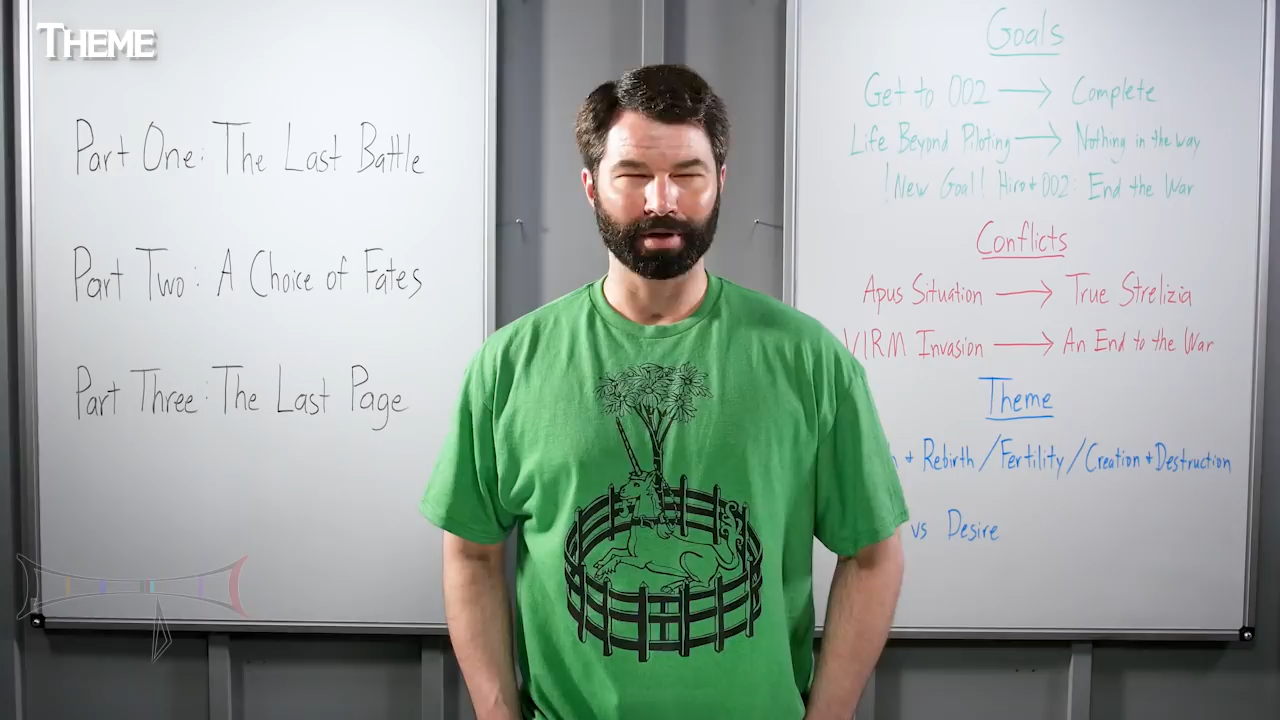 THEME
Part One: The Last Battle
Part Two: A Choice of Fates
Part Three: The Last Page
Goals
Get to 002 → Complete
Life Beyond Piloting → Nothing in the way
! New Goal! Hiro + 002: End the War
Conflicts
Apus Situation → True Strelizia
VIRM Invasion → An End to the War
Theme
+ Rebirth / Fertility / Creation + Destruction
vs Desire